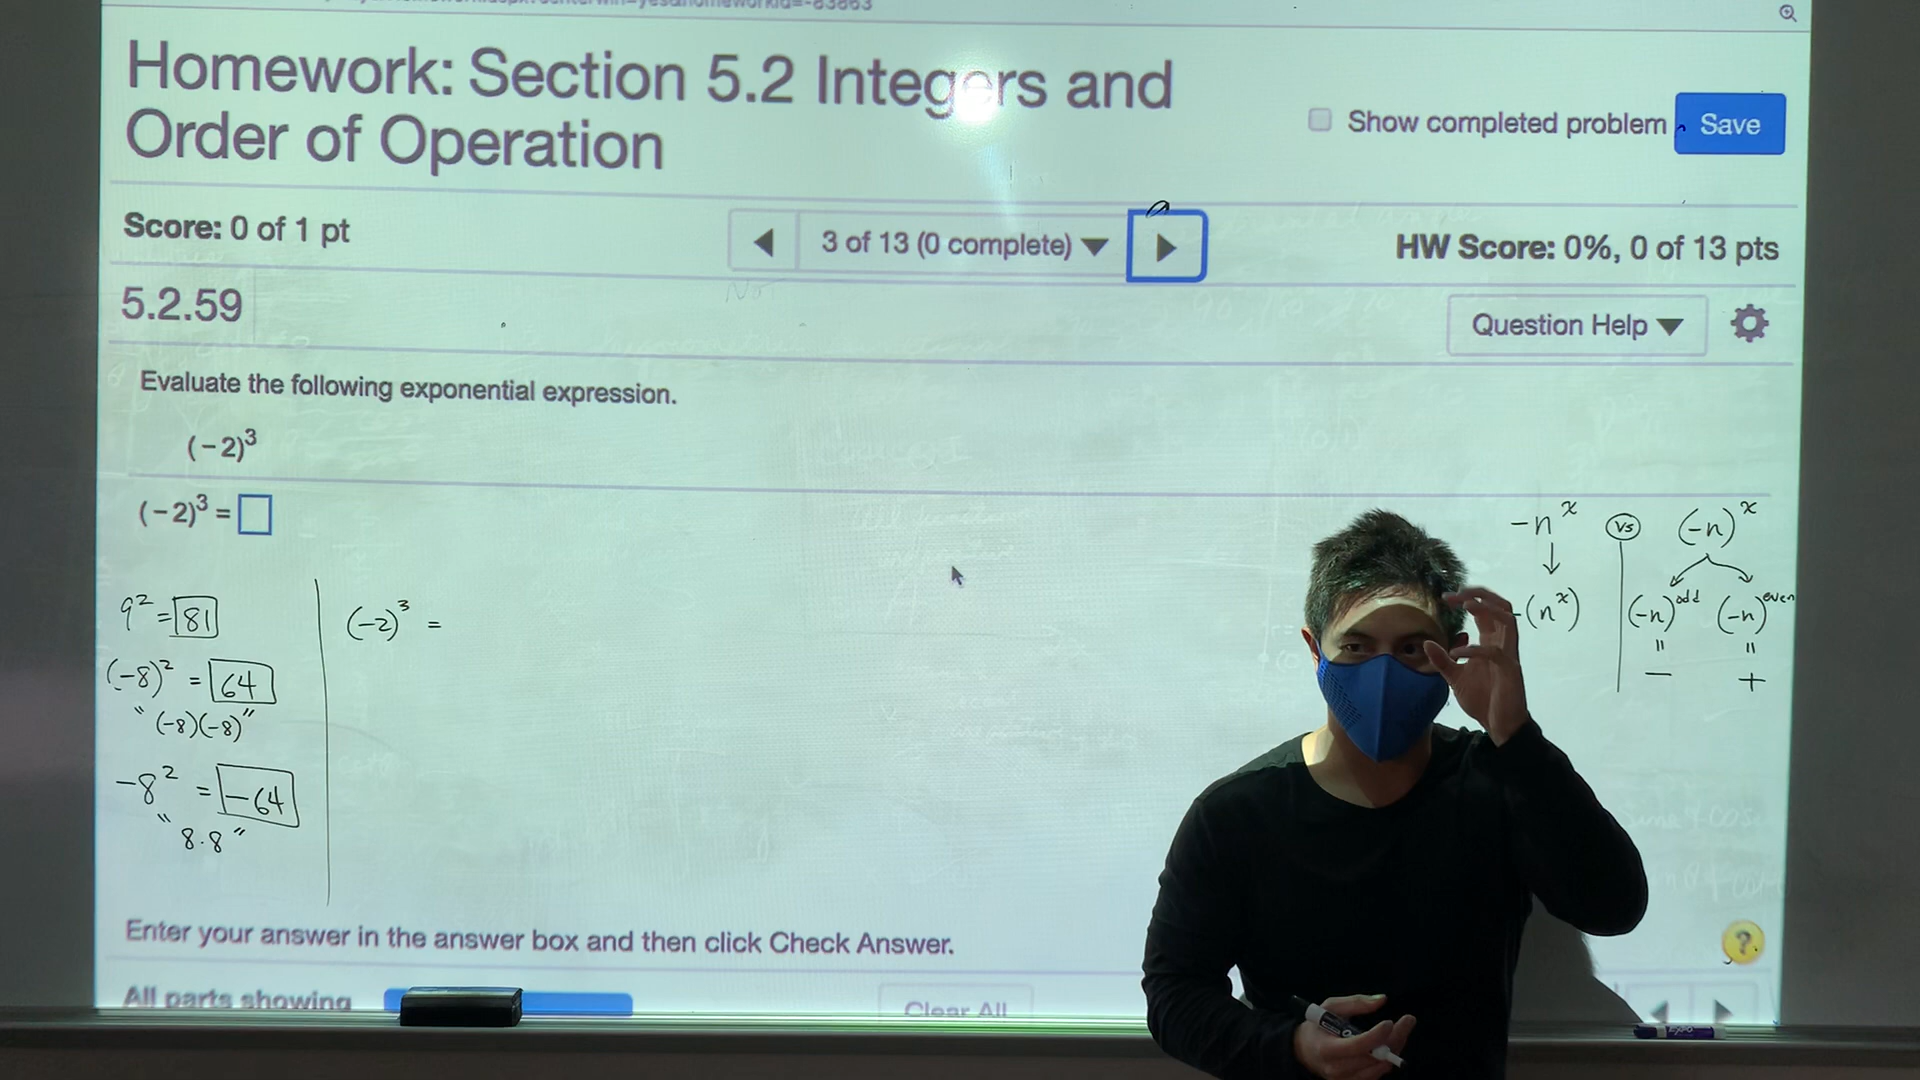 Homework: Section 5.2 Integers and
Order of Operation
Show completed problem
Save
Score: 0 of 1 pt
3 of 13 (0 complete)
HW Score: 0%, 0 of 13 pts
5.2.59
Question Help
Evaluate the following exponential expression.
(-2)³
(-2)³ =
9² = 81
(-8)² = 64
" (-8)(-8)"
-8² = -64
" 8.8 "
(-2)³ =
-n^x vs (-n)^x
-(n^x) (-n)^odd (-n)^even
= =
- +
Enter your answer in the answer box and then click Check Answer.
?
All parts showing
Clear All
EXPO